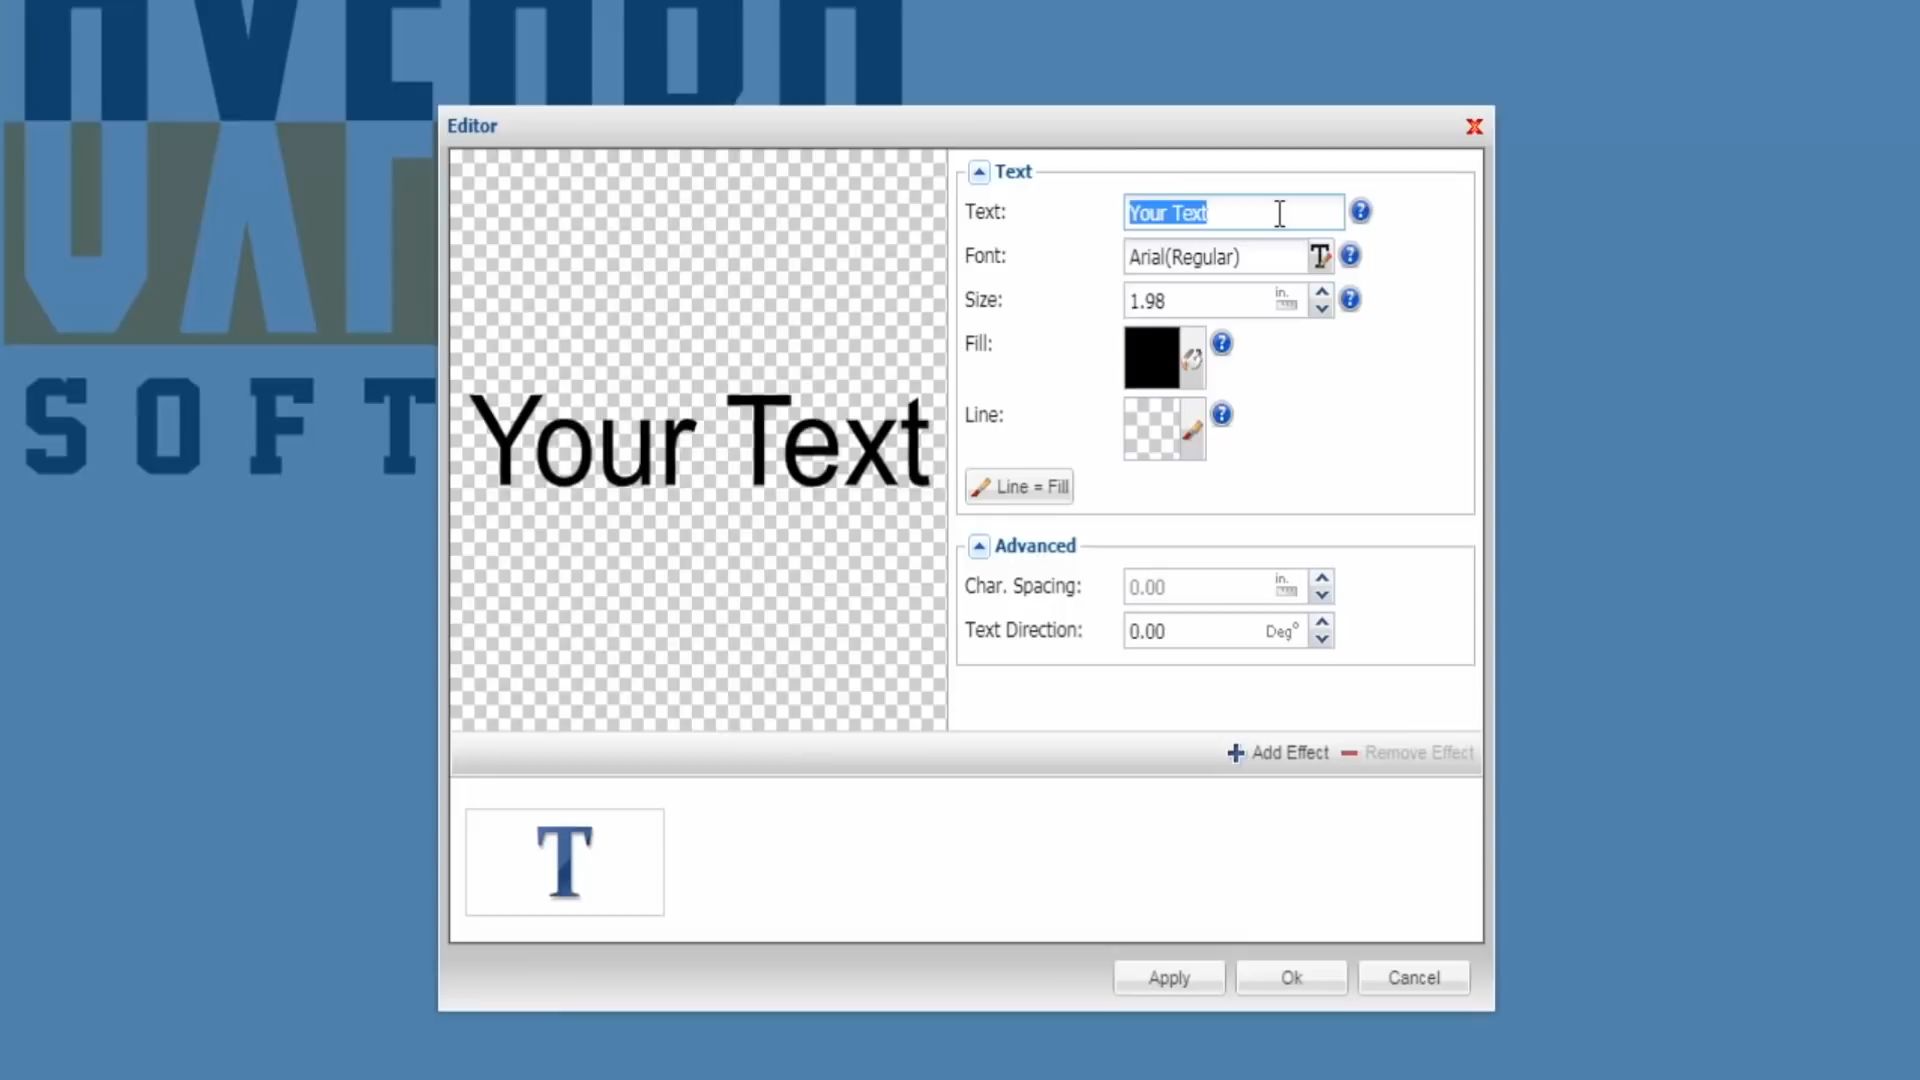 SOFT
Editor
Text
Text: Your Text
Font: Arial(Regular)
Size: 1.98 in.
Fill:
Line:
Line = Fill
Your Text
Advanced
Char. Spacing: 0.00 in.
Text Direction: 0.00 Deg°
Add Effect Remove Effect
T
Apply Ok Cancel